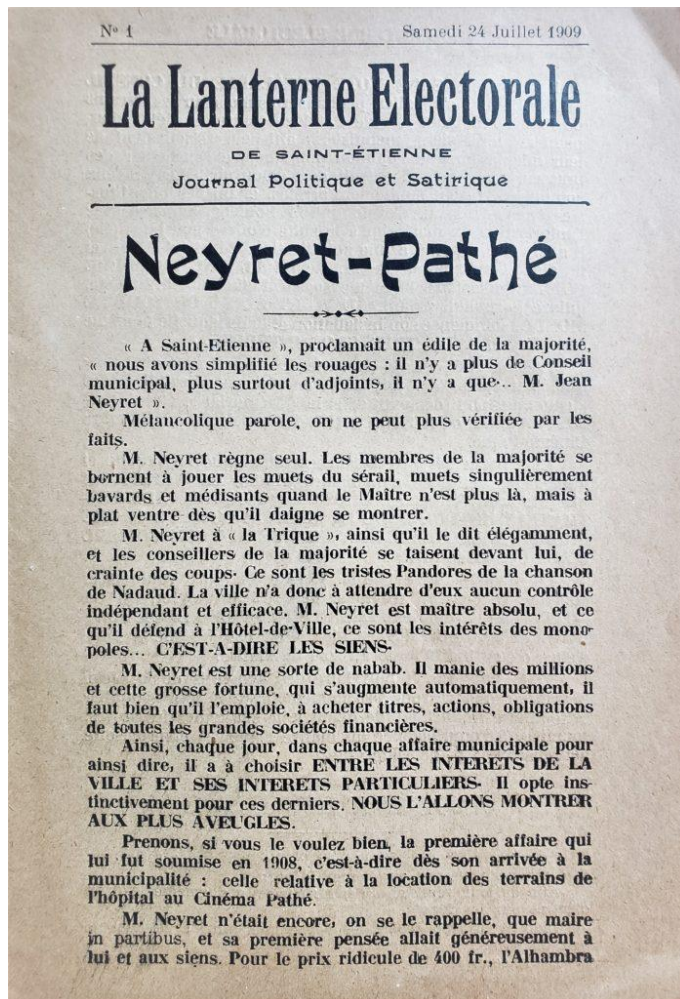 Nº 1 Samedi 24 Juillet 1909
La Lanterne Electorale
DE SAINT-ÉTIENNE
Journal Politique et Satirique
Neyret-Pathé
« A Saint-Etienne », proclamait un édile de la majorité,
« nous avons simplifié les rouages : il n'y a plus de Conseil
municipal, plus surtout d'adjoints, il n'y a que... M. Jean
Neyret ».
Mélancolique parole, on ne peut plus vérifiée par les
faits.
M. Neyret règne seul. Les membres de la majorité se
bornent à jouer les muets du sérail, muets singulièrement
bavards et médisants quand le Maître n'est plus là, mais à
plat ventre dès qu'il daigne se montrer.
M. Neyret à « la Trique », ainsi qu'il le dit élégamment,
et les conseillers de la majorité se taisent devant lui, de
crainte des coups. Ce sont les tristes Pandores de la chanson
de Nadaud. La ville n'a donc à attendre d'eux aucun contrôle
indépendant et efficace. M. Neyret est maître absolu, et ce
qu'il défend à l'Hôtel-de-Ville, ce sont les intérêts des mono-
poles... C'EST-A-DIRE LES SIENS.
M. Neyret est une sorte de nabab. Il manie des millions
et cette grosse fortune, qui s'augmente automatiquement, il
faut bien qu'il l'emploie, à acheter titres, actions, obligations
de toutes les grandes sociétés financières.
Ainsi, chaque jour, dans chaque affaire municipale pour
ainsi dire, il a à choisir ENTRE LES INTERETS DE LA
VILLE ET SES INTERETS PARTICULIERS. Il opte ins-
tinctivement pour ces derniers. NOUS L'ALLONS MONTRER
AUX PLUS AVEUGLES.
Prenons, si vous le voulez bien, la première affaire qui
lui fut soumise en 1908, c'est-à-dire dès son arrivée à la
municipalité : celle relative à la location des terrains de
l'hôpital au Cinéma Pathé.
M. Neyret n'était encore, on se le rappelle, que maire
in partibus, et sa première pensée allait généreusement à
lui et aux siens. Pour le prix ridicule de 400 fr., l'Alhambra